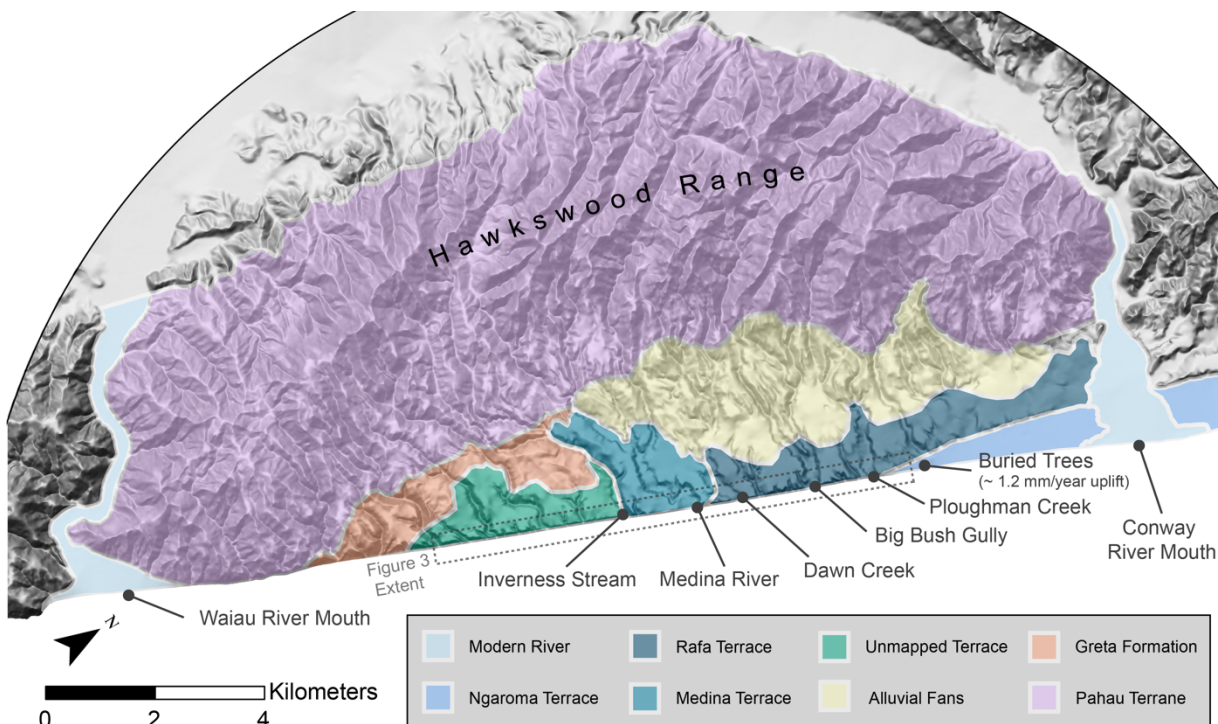 Hawkswood Range
Buried Trees
(~ 1.2 mm/year uplift)
Ploughman Creek
Conway
River Mouth
Big Bush Gully
Dawn Creek
Medina River
Inverness Stream
Figure 3
Extent
Waiau River Mouth
N
Kilometers
0 2 4
Modern River
Rafa Terrace
Unmapped Terrace
Greta Formation
Ngaroma Terrace
Medina Terrace
Alluvial Fans
Pahau Terrane